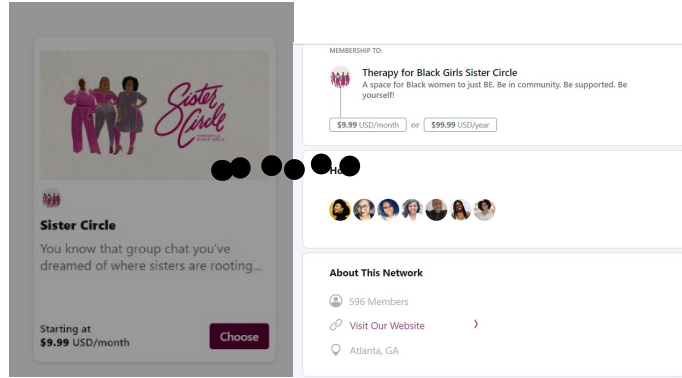 Sister
Circle
THERAPY for
BLACK GIRLS
Sister Circle
You know that group chat you've
dreamed of where sisters are rooting...
Starting at
$9.99 USD/month
Choose
MEMBERSHIP TO:
Therapy for Black Girls Sister Circle
A space for Black women to just BE. Be in community. Be supported. Be
yourself!
$9.99 USD/month or $99.99 USD/year
About This Network
596 Members
Visit Our Website
Atlanta, GA